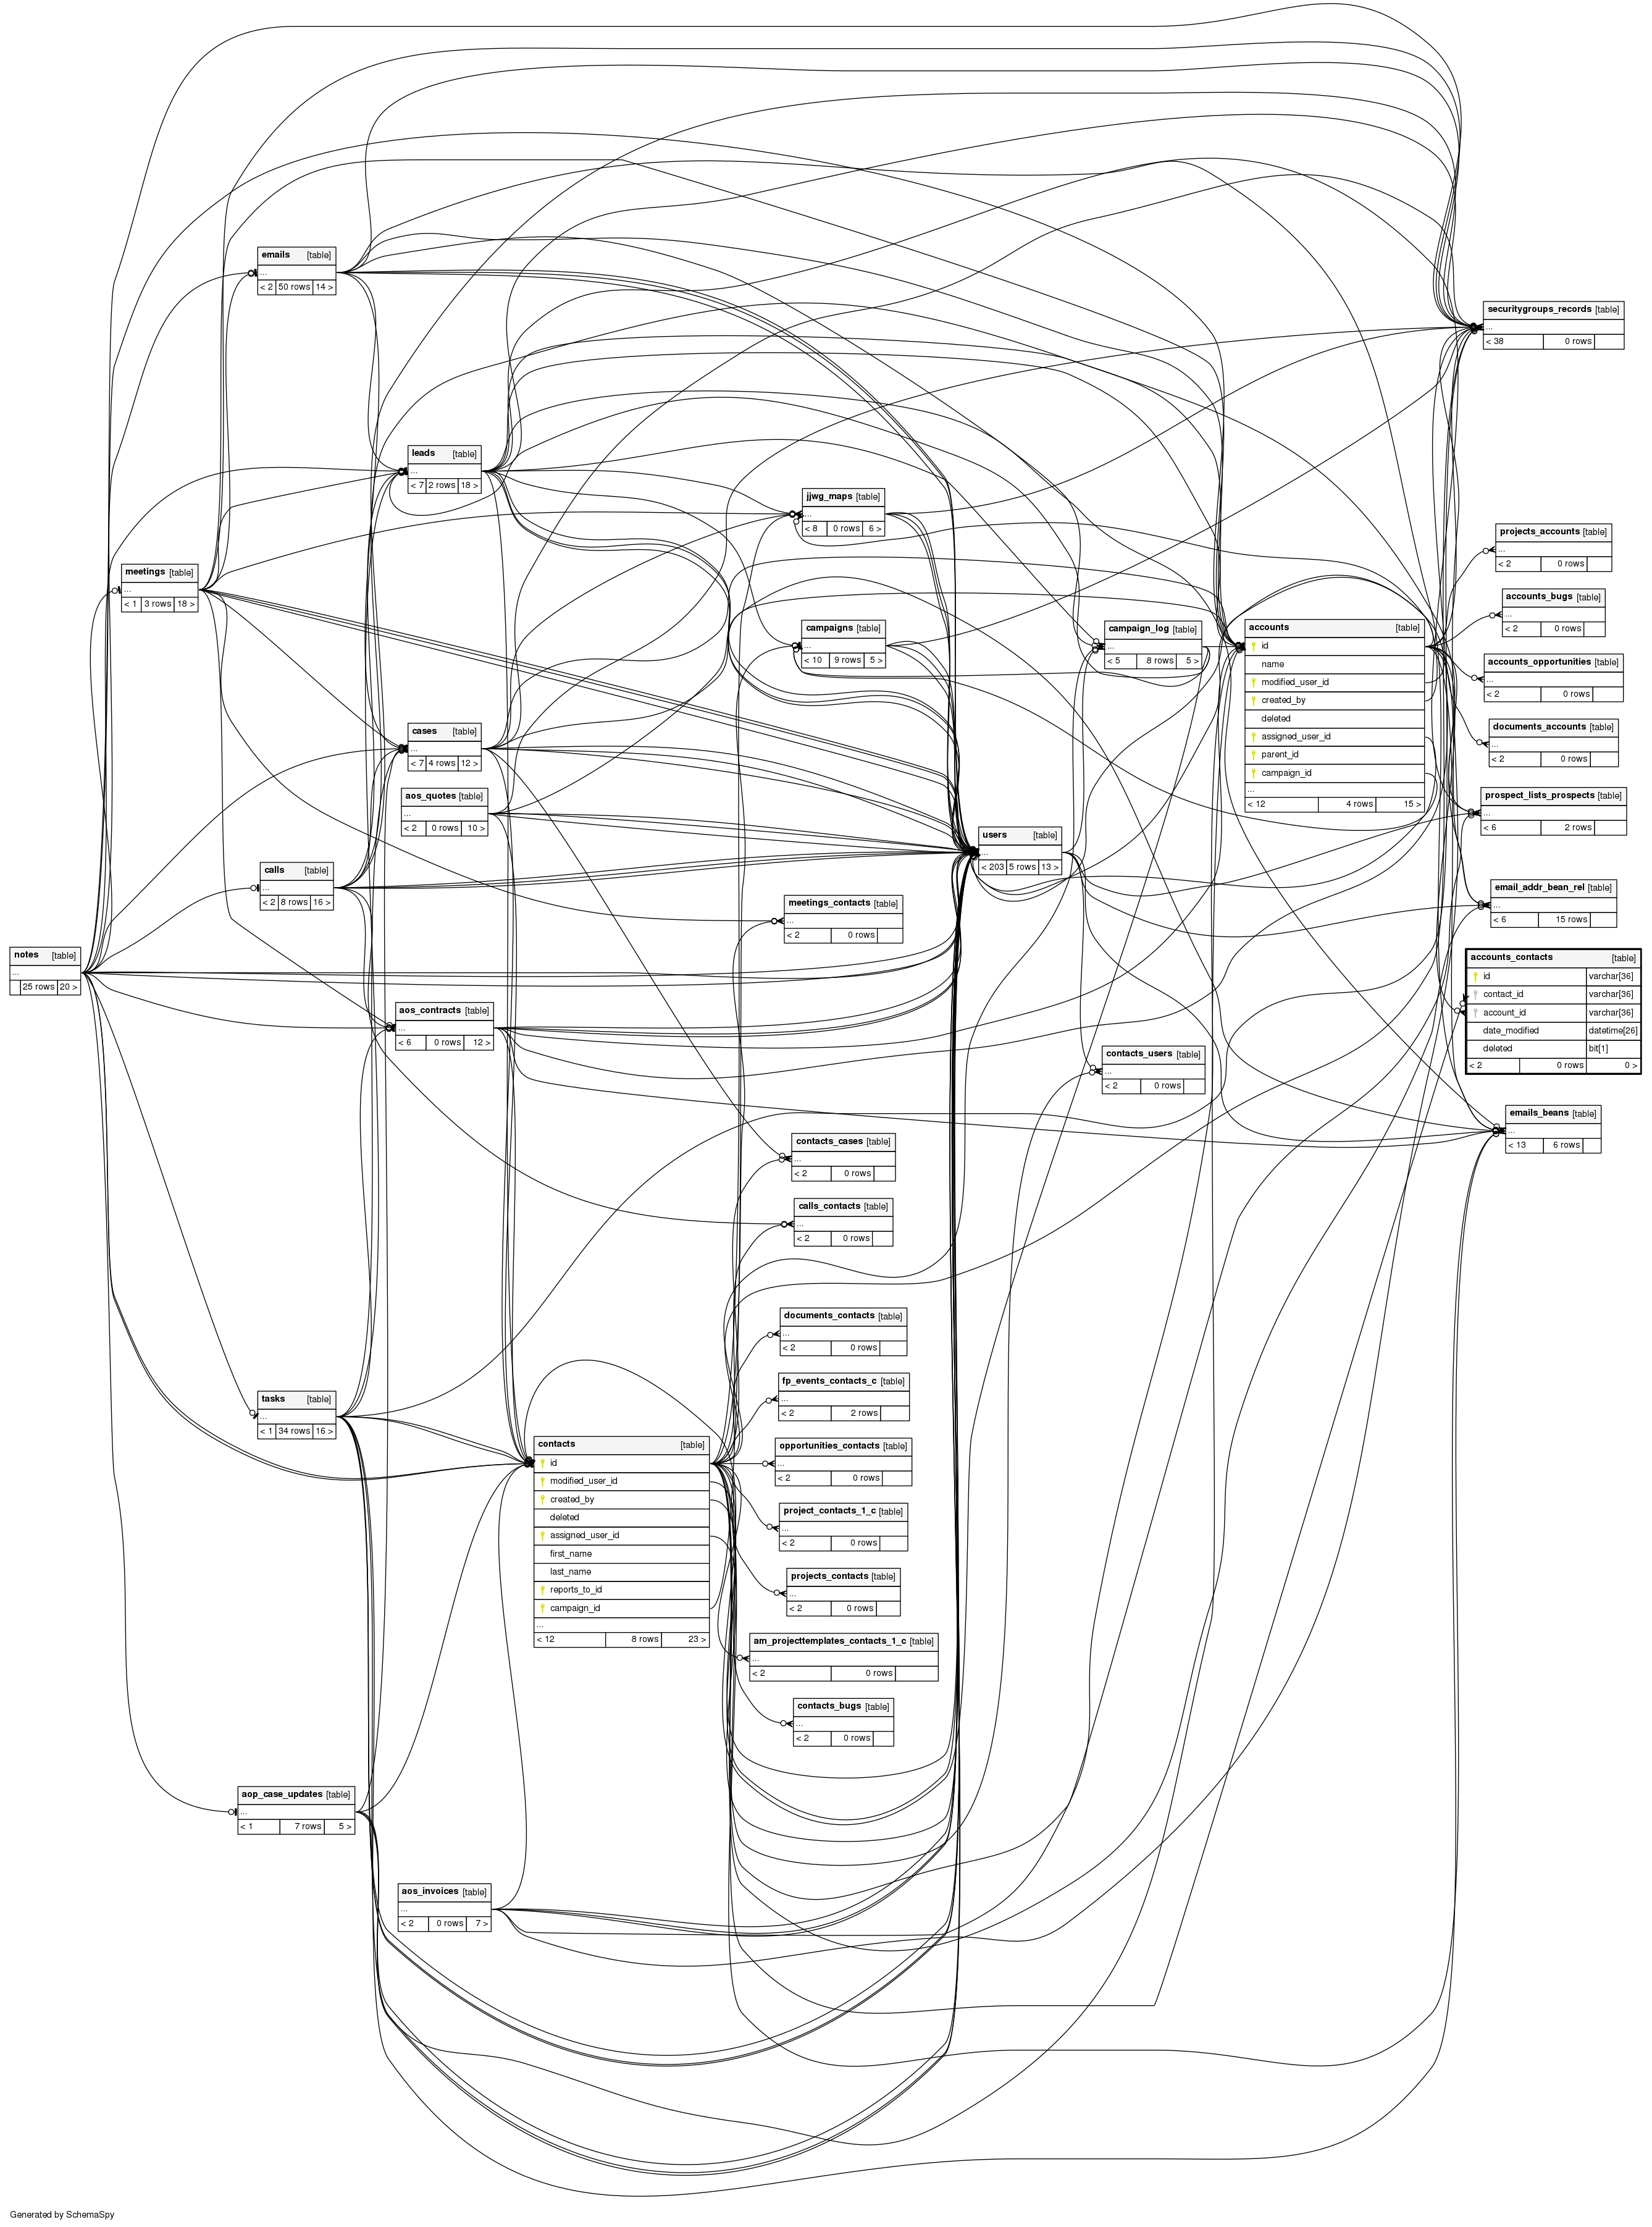 emails [table]
...
< 2 50 rows 14 >
securitygroups_records [table]
...
< 38 0 rows
leads [table]
...
< 7 2 rows 18 >
jjwg_maps [table]
...
< 8 0 rows 6 >
projects_accounts [table]
...
< 2 0 rows
meetings [table]
...
< 1 3 rows 18 >
accounts_bugs [table]
...
< 2 0 rows
campaigns [table]
...
< 10 9 rows 5 >
campaign_log [table]
...
< 5 8 rows 5 >
accounts [table]
id
name
modified_user_id
created_by
deleted
assigned_user_id
parent_id
campaign_id
...
< 12 4 rows 15 >
accounts_opportunities [table]
...
< 2 0 rows
documents_accounts [table]
...
< 2 0 rows
cases [table]
...
< 7 4 rows 12 >
aos_quotes [table]
...
< 2 0 rows 10 >
prospect_lists_prospects [table]
...
< 6 2 rows
users [table]
...
< 203 5 rows 13 >
calls [table]
...
< 2 8 rows 16 >
meetings_contacts [table]
...
< 2 0 rows
email_addr_bean_rel [table]
...
< 6 15 rows
notes [table]
...
25 rows 20 >
accounts_contacts [table]
id varchar[36]
contact_id varchar[36]
account_id varchar[36]
date_modified datetime[26]
deleted bit[1]
< 2 0 rows 0 >
aos_contracts [table]
...
< 6 0 rows 12 >
contacts_users [table]
...
< 2 0 rows
emails_beans [table]
...
< 13 6 rows
contacts_cases [table]
...
< 2 0 rows
calls_contacts [table]
...
< 2 0 rows
documents_contacts [table]
...
< 2 0 rows
fp_events_contacts_c [table]
...
< 2 2 rows
tasks [table]
...
< 1 34 rows 16 >
contacts [table]
id
modified_user_id
created_by
deleted
assigned_user_id
first_name
last_name
reports_to_id
campaign_id
...
< 12 8 rows 23 >
opportunities_contacts [table]
...
< 2 0 rows
project_contacts_1_c [table]
...
< 2 0 rows
projects_contacts [table]
...
< 2 0 rows
am_projecttemplates_contacts_1_c [table]
...
< 2 0 rows
contacts_bugs [table]
...
< 2 0 rows
aop_case_updates [table]
...
< 1 7 rows 5 >
aos_invoices [table]
...
< 2 0 rows 7 >
Generated by SchemaSpy